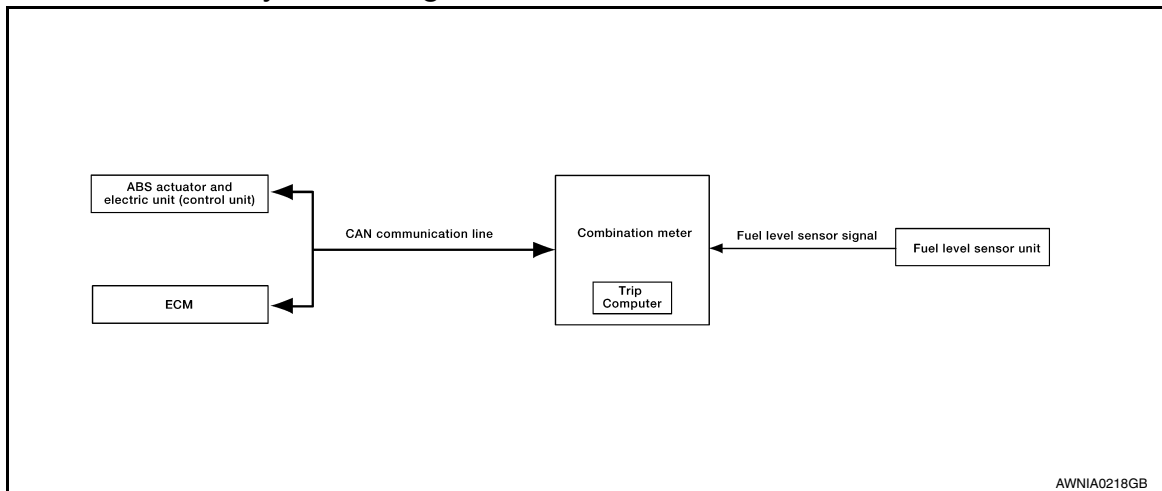 ABS actuator and
electric unit (control unit)
CAN communication line
Combination meter
Fuel level sensor signal
Fuel level sensor unit
Trip
Computer
ECM
AWNIA0218GB